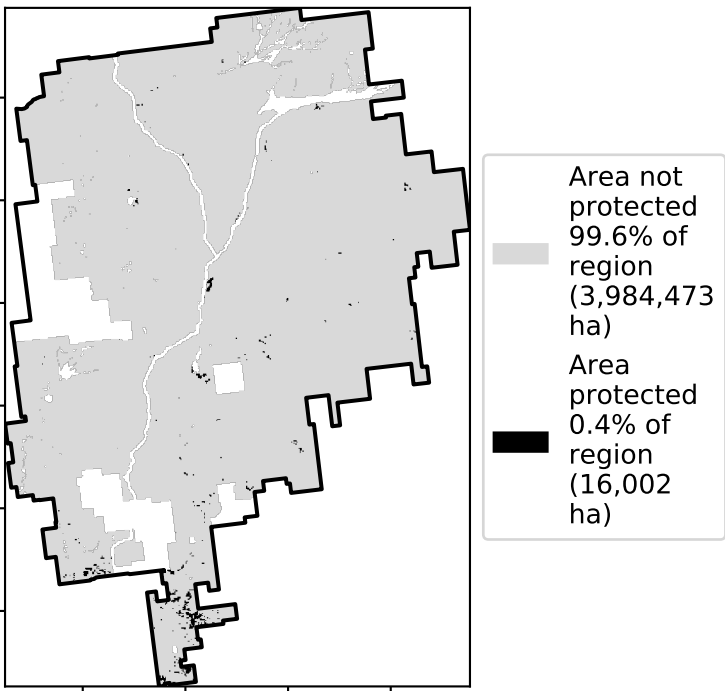 Area not
protected
99.6% of
region
(3,984,473
ha)
Area
protected
0.4% of
region
(16,002
ha)